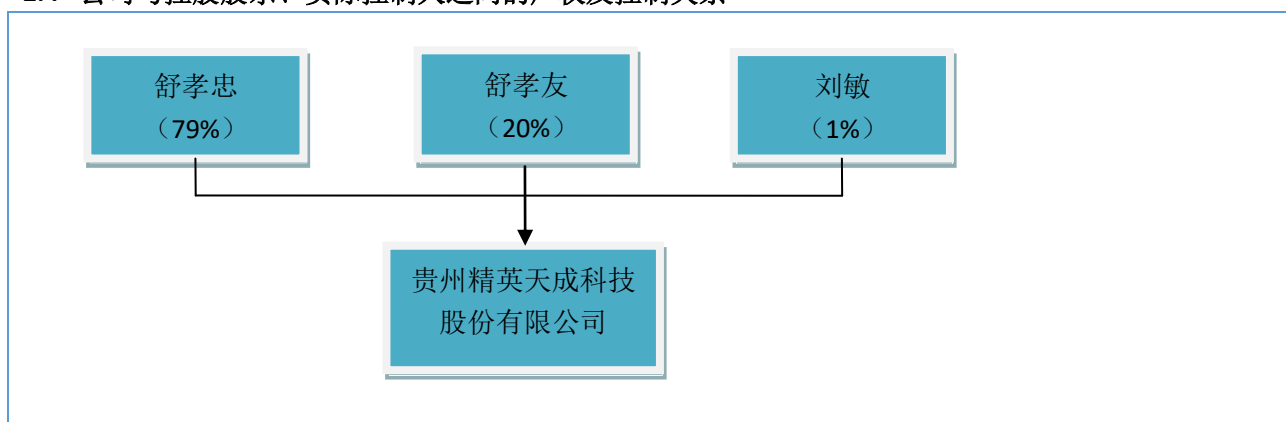 舒孝忠
（79%）
舒孝友
（20%）
刘敏
（1%）
贵州精英天成科技
股份有限公司